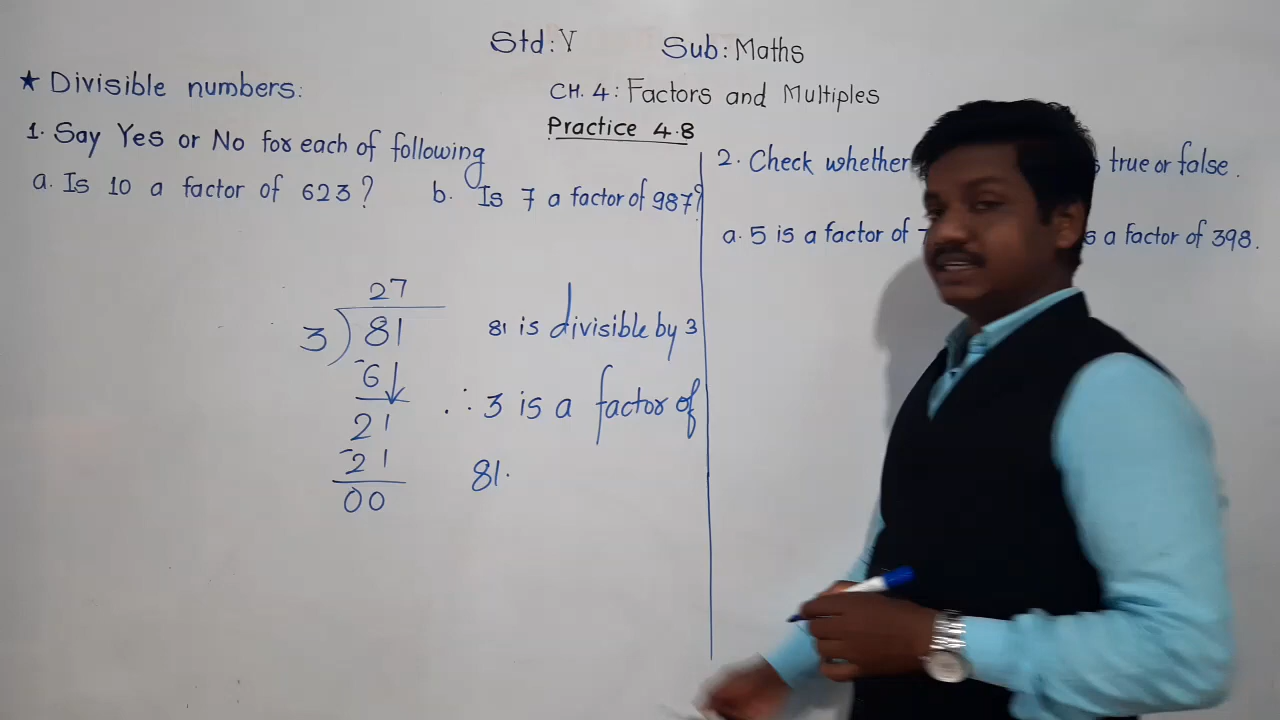 Std: V Sub: Maths
★ Divisible numbers:
CH. 4: Factors and Multiples
Practice 4.8
1. Say Yes or No for each of following
a. Is 10 a factor of 623?
b. Is 7 a factor of 987?
27
3 ) 81
-6↓
21
-21
00
81 is divisible by 3
∴ 3 is a factor of
81.
2. Check whether true or false.
a. 5 is a factor of
a factor of 398.